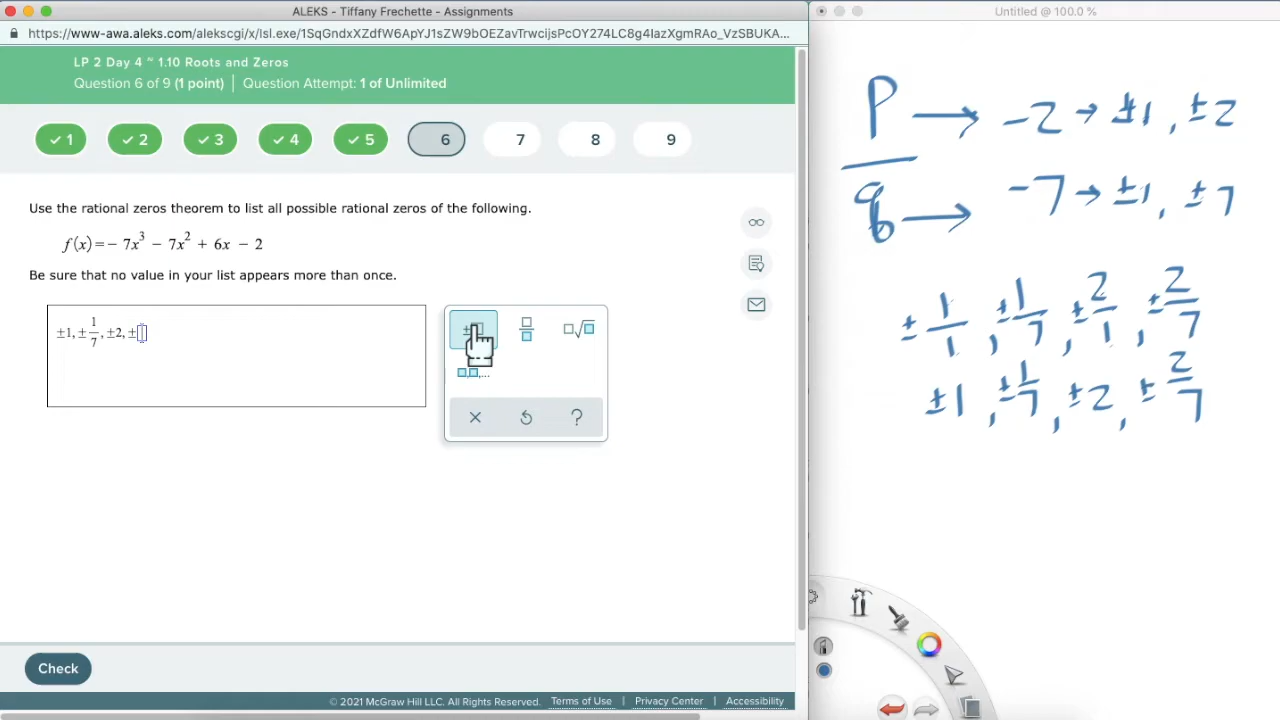 ALEKS - Tiffany Frechette - Assignments
Untitled @ 100.0 %
https://www-awa.aleks.com/alekscgi/x/Isl.exe/1SqGndxXZdfW6ApYJ1sZW9bOEZavTrwcijsPcOY274LC8g4IazXgmRAo_VzSBUKA...
LP 2 Day 4 ~ 1.10 Roots and Zeros
Question 6 of 9 (1 point) | Question Attempt: 1 of Unlimited
✓ 1 ✓ 2 ✓ 3 ✓ 4 ✓ 5 6 7 8 9
Use the rational zeros theorem to list all possible rational zeros of the following.
f(x)=− 7x³ − 7x² + 6x − 2
Be sure that no value in your list appears more than once.
±1, ±1/7, ±2, ±
±□ □/□ □√□
□,□,...
× ↺ ?
Check
© 2021 McGraw Hill LLC. All Rights Reserved. Terms of Use | Privacy Center | Accessibility
P → -2 → ±1, ±2
q → -7 → ±1, ±7
±1/1, ±1/7, ±2/1, ±2/7
±1, ±1/7, ±2, ±2/7